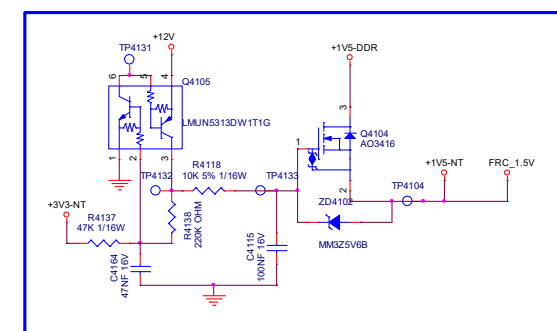 +12V
TP4131
+1V5-DDR
6
5
4
Q4105
LMUN5313DW1T1G
3
Q4104
AO3416
1
1
2
3
TP4132
R4118
10K 5% 1/16W
TP4133
2
+1V5-NT
FRC_1.5V
TP4104
+3V3-NT
R4137
47K 1/16W
R4138
220K OHM
ZD4102
MM3Z5V6B
C4164
47NF 16V
C4115
100NF 16V